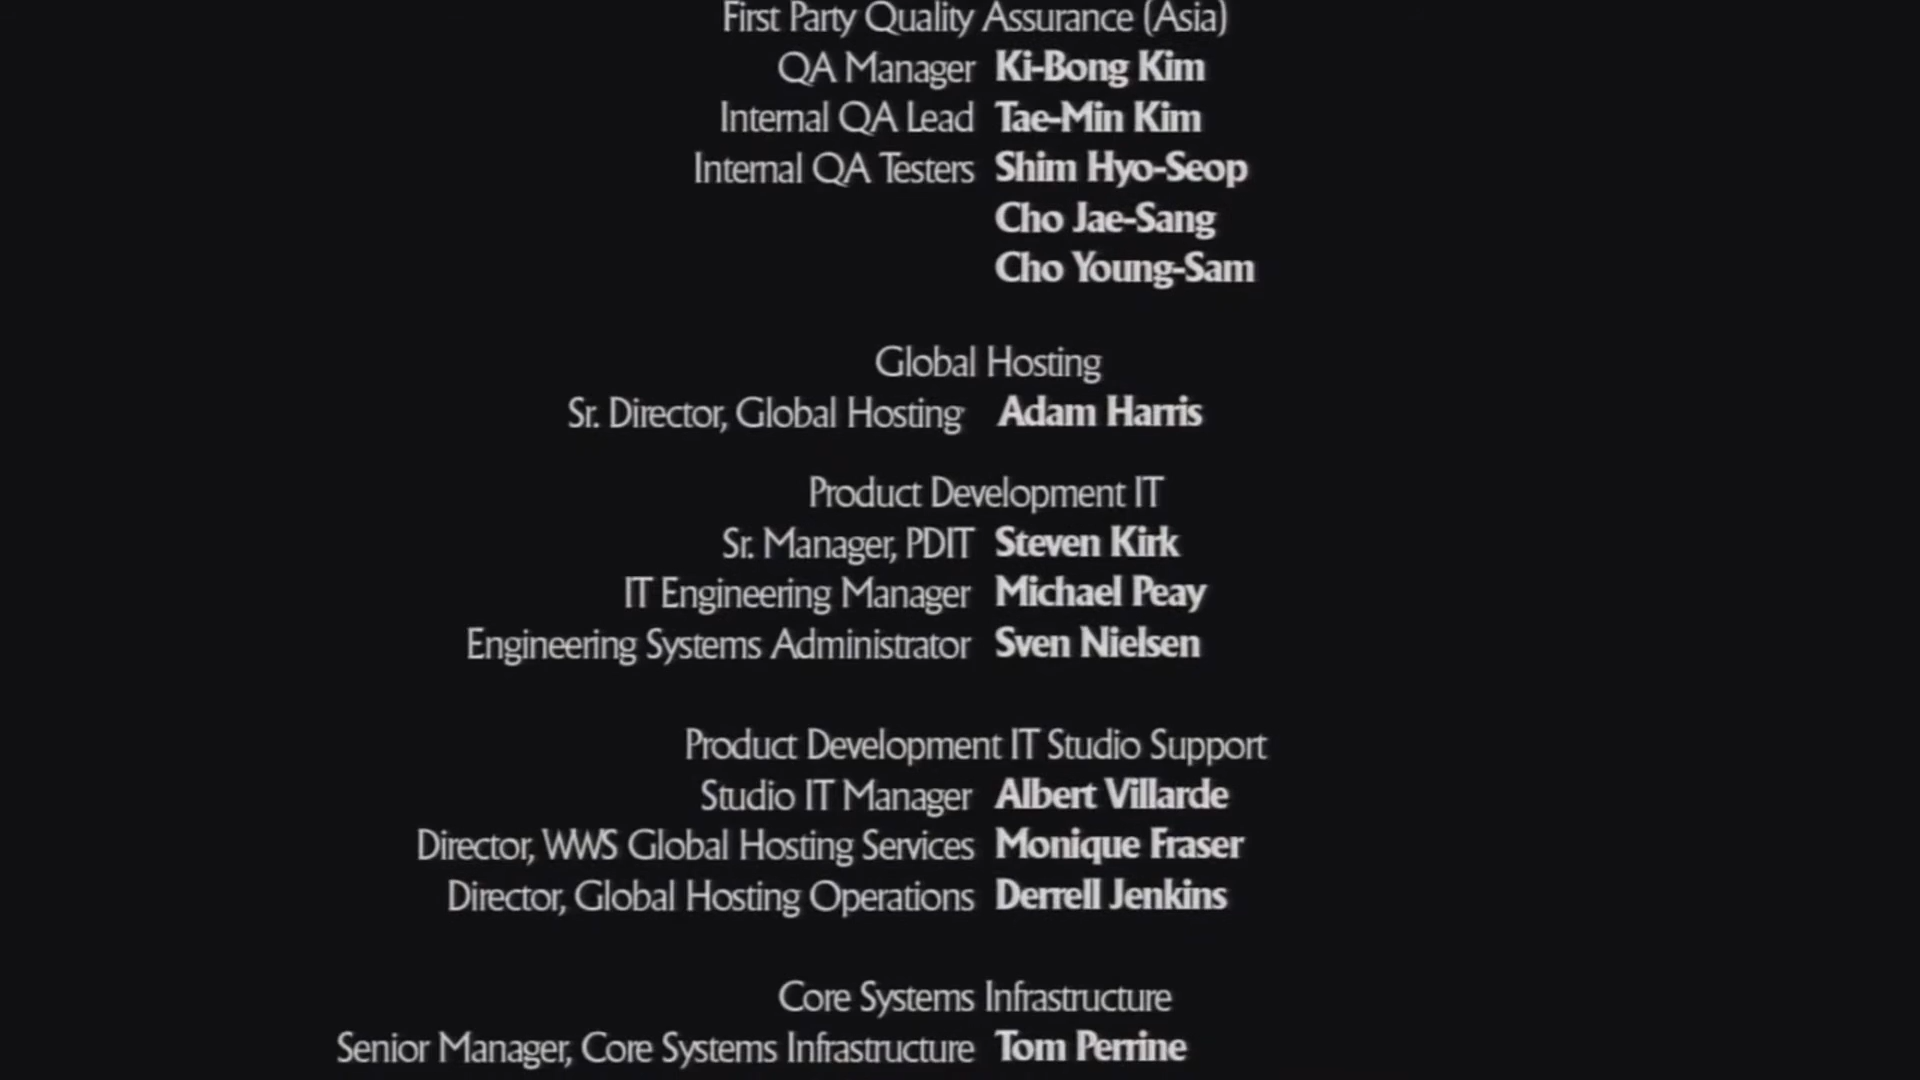 First Party Quality Assurance (Asia)
QA Manager Ki-Bong Kim
Internal QA Lead Tae-Min Kim
Internal QA Testers Shim Hyo-Seop
Cho Jae-Sang
Cho Young-Sam
Global Hosting
Sr. Director, Global Hosting Adam Harris
Product Development IT
Sr. Manager, PDIT Steven Kirk
IT Engineering Manager Michael Peay
Engineering Systems Administrator Sven Nielsen
Product Development IT Studio Support
Studio IT Manager Albert Villarde
Director, WWS Global Hosting Services Monique Fraser
Director, Global Hosting Operations Derrell Jenkins
Core Systems Infrastructure
Senior Manager, Core Systems Infrastructure Tom Perrine